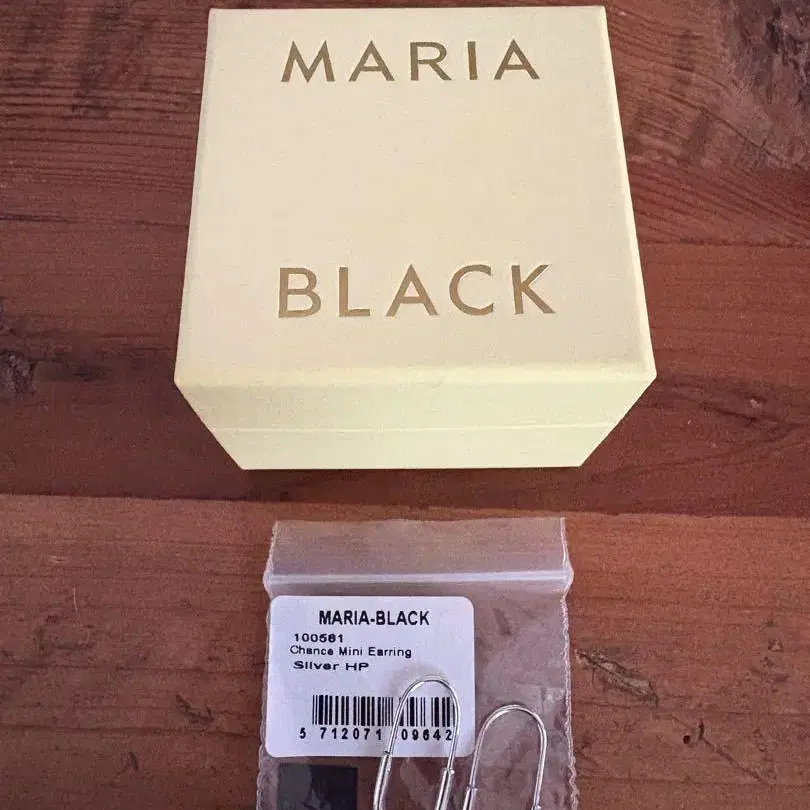 MARIA
BLACK
MARIA-BLACK
100561
Chance Mini Earring
Silver HP
5 712071 09642